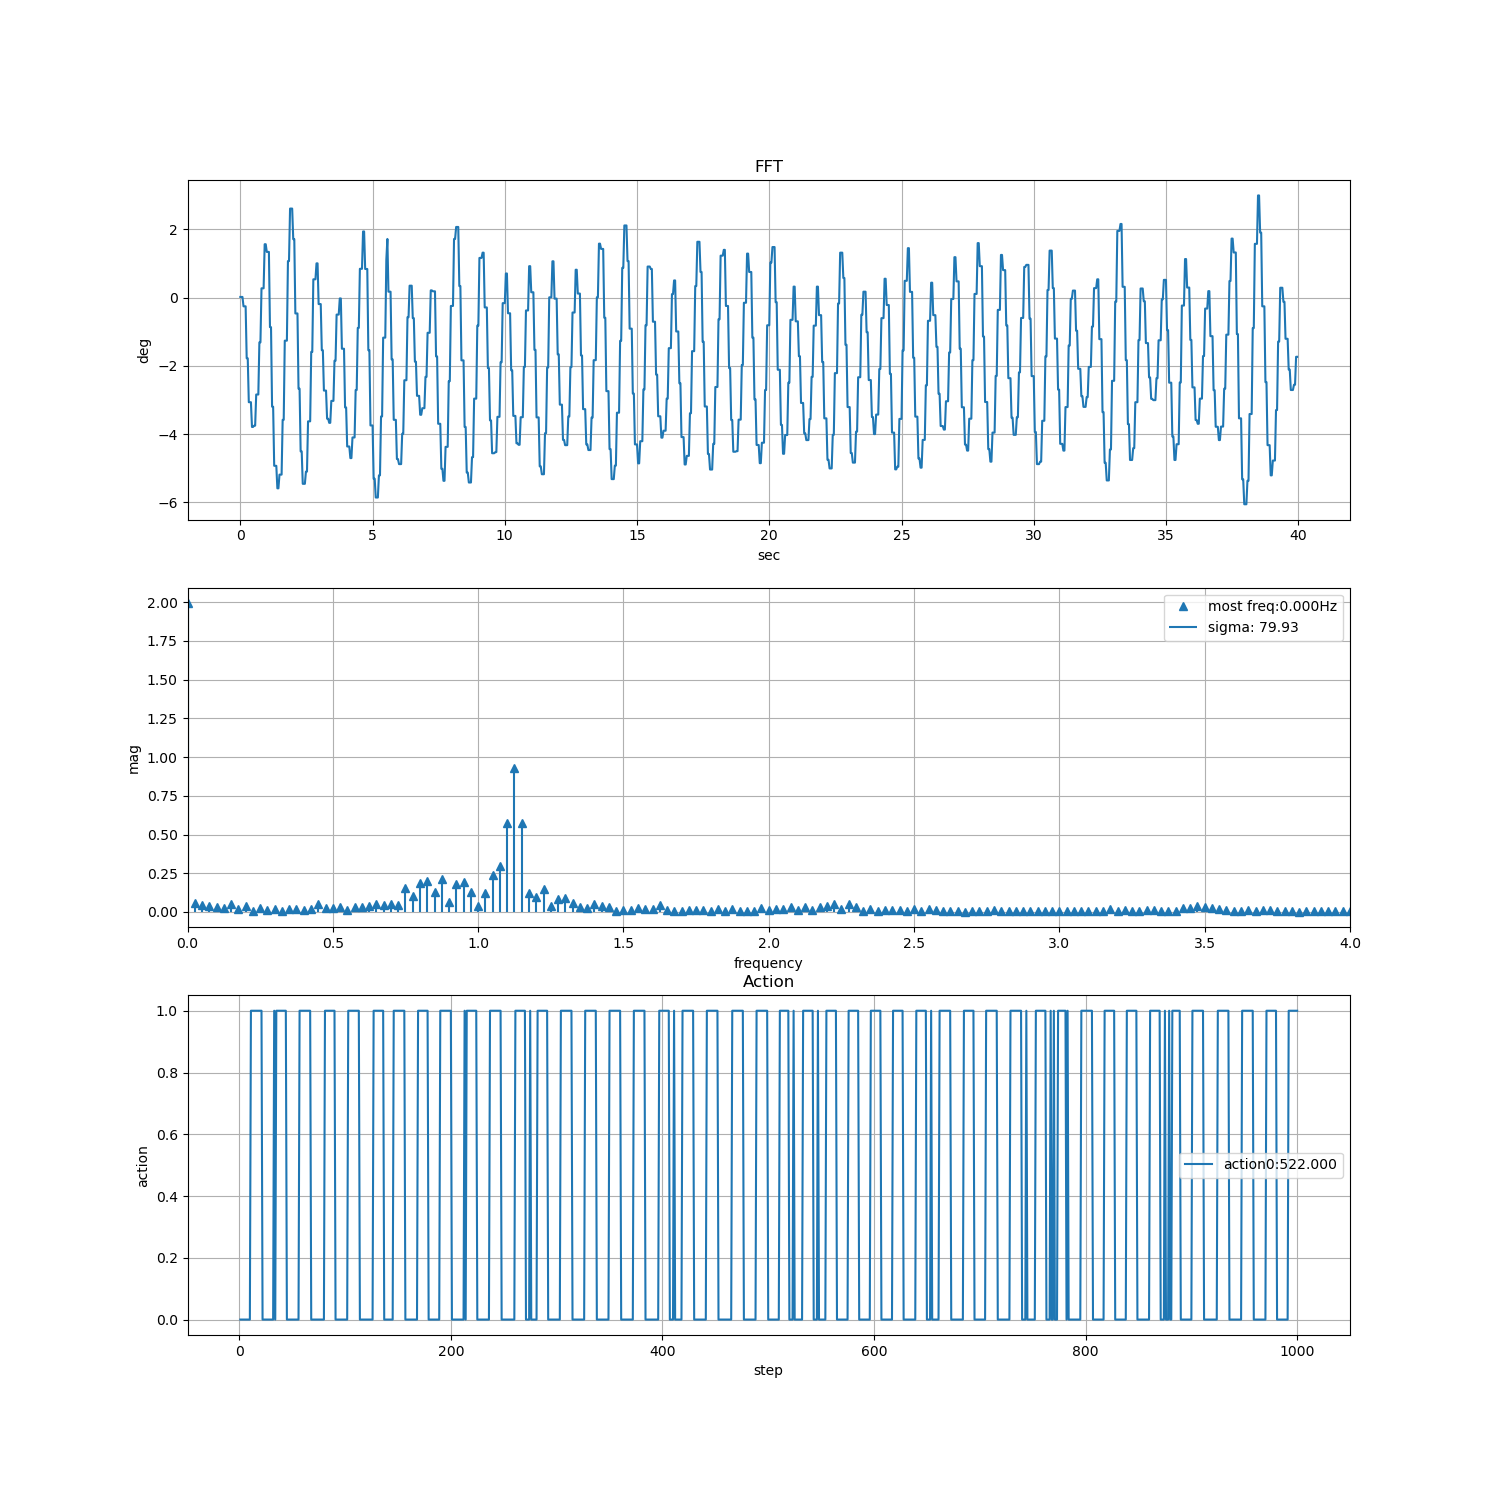 FFT
2
0
−2
−4
−6
deg
0 5 10 15 20 25 30 35 40
sec
2.00
1.75
1.50
1.25
1.00
0.75
0.50
0.25
0.00
mag
most freq:0.000Hz
sigma: 79.93
0.0 0.5 1.0 1.5 2.0 2.5 3.0 3.5 4.0
frequency
Action
1.0
0.8
0.6
0.4
0.2
0.0
action
action0:522.000
0 200 400 600 800 1000
step